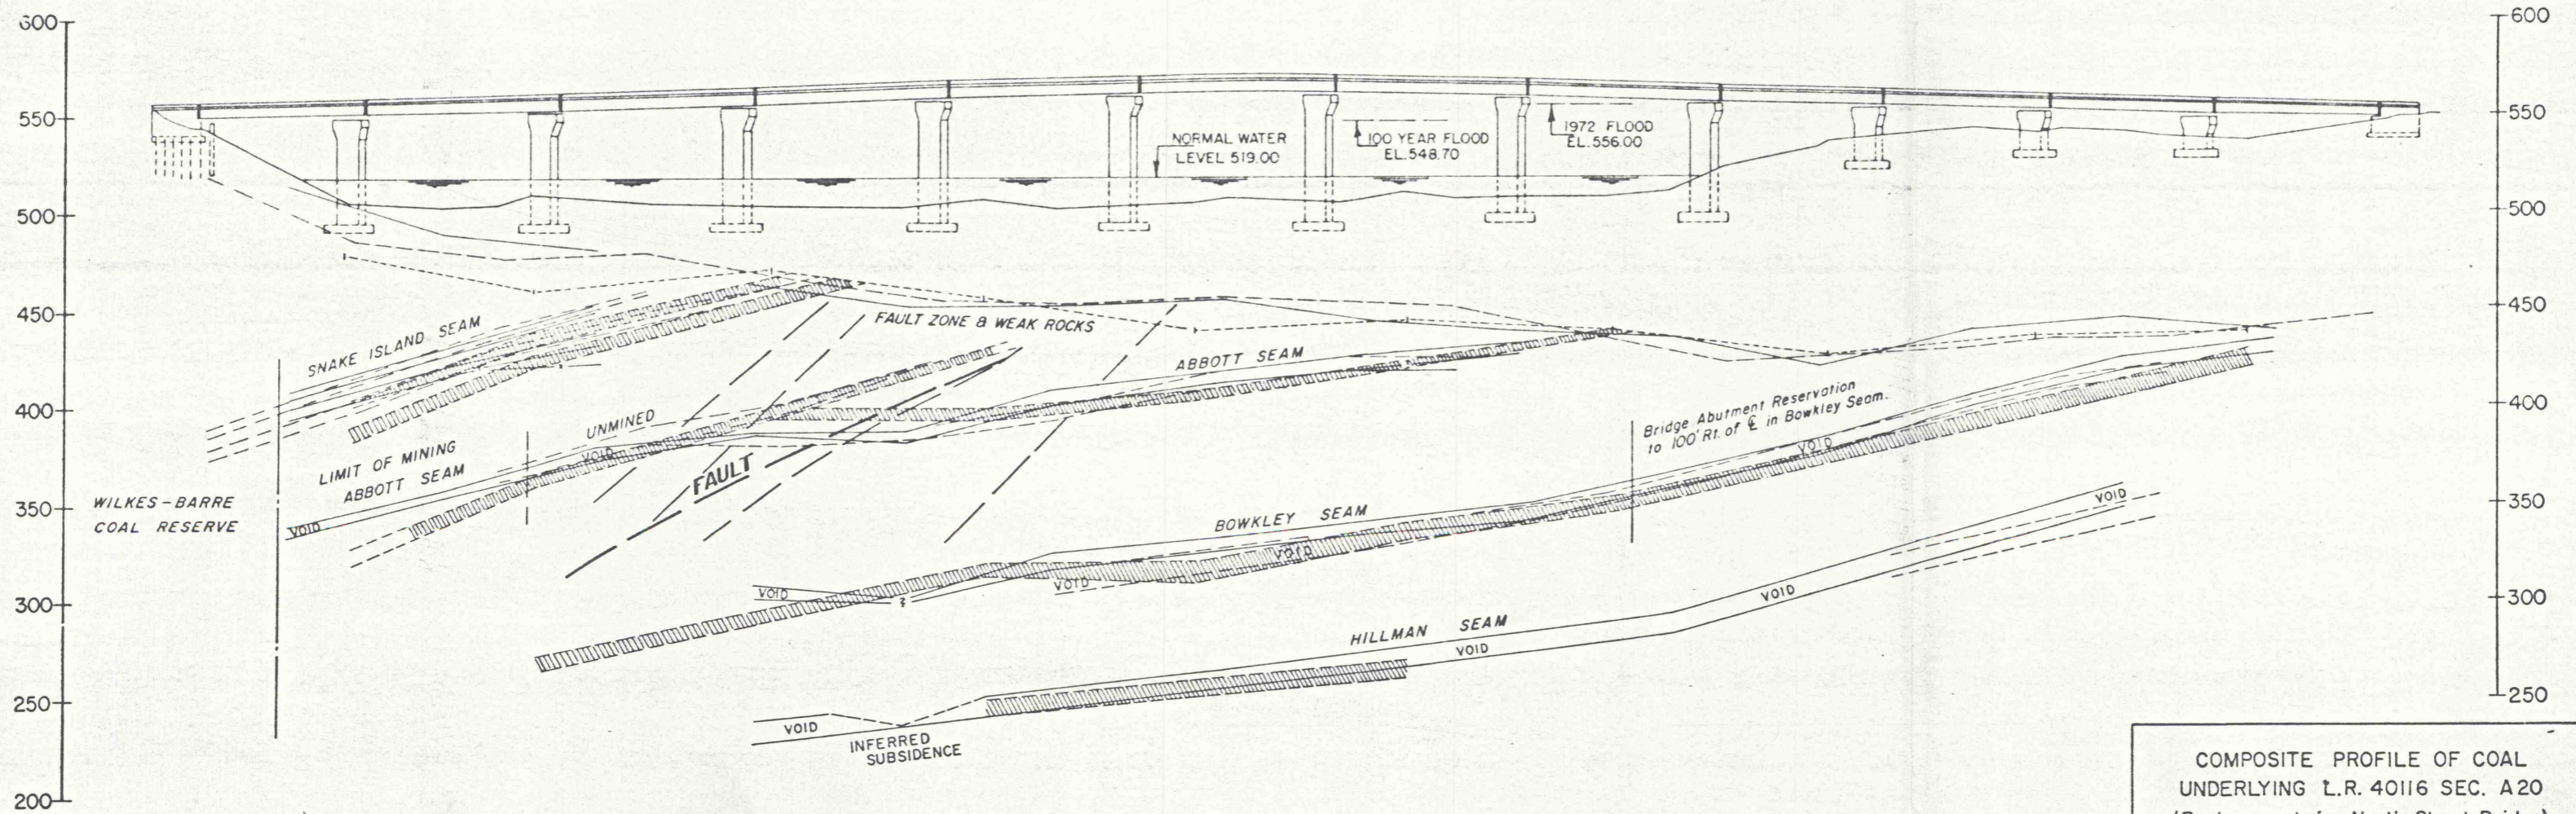 600
550
500
450
400
350
300
250
200
600
550
500
450
400
350
300
250
NORMAL WATER
LEVEL 519.00
100 YEAR FLOOD
EL.548.70
1972 FLOOD
EL.556.00
SNAKE ISLAND SEAM
FAULT ZONE & WEAK ROCKS
ABBOTT SEAM
UNMINED
LIMIT OF MINING
ABBOTT SEAM
VOID
VOID
FAULT
WILKES-BARRE
COAL RESERVE
Bridge Abutment Reservation
to 100' Rt. of ℄ in Bowkley Seam.
VOID
BOWKLEY SEAM
VOID
VOID
VOID
?
VOID
VOID
HILLMAN SEAM
VOID
VOID
INFERRED
SUBSIDENCE
COMPOSITE PROFILE OF COAL
UNDERLYING L.R. 40116 SEC. A20